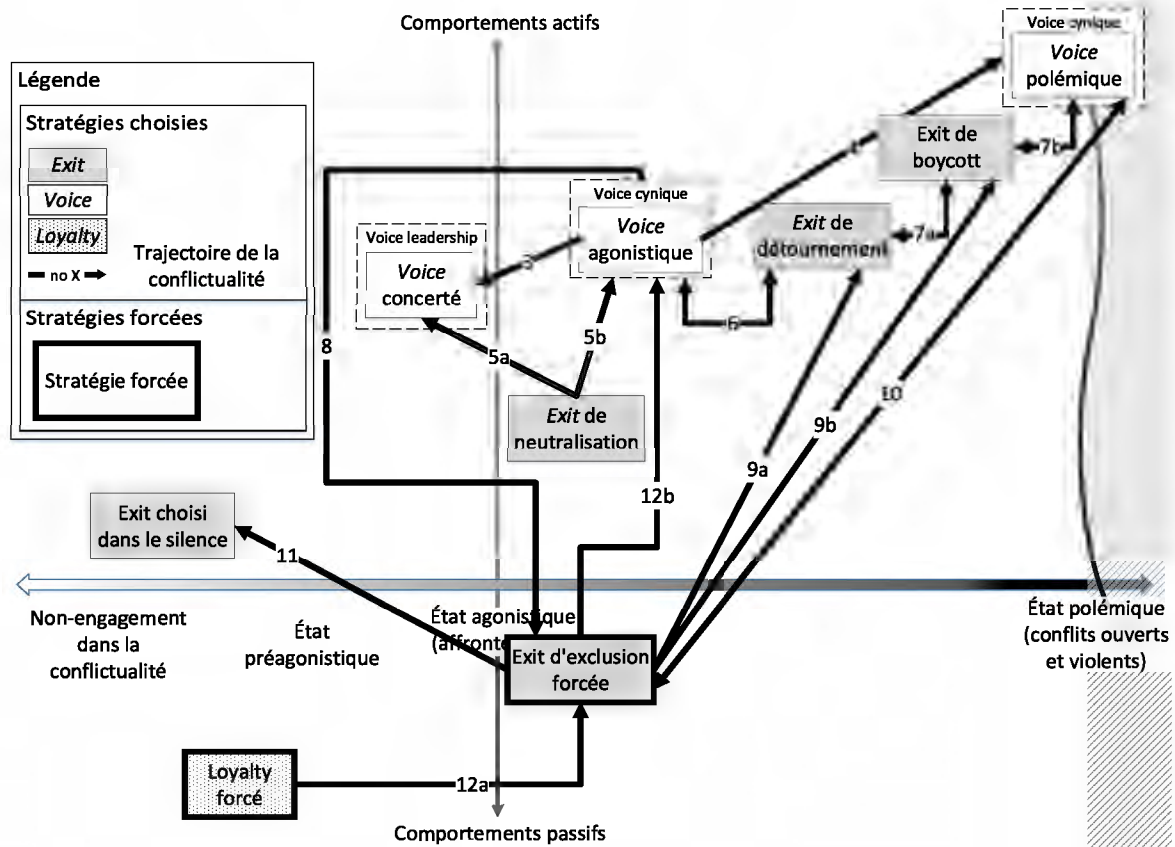 Comportements actifs
Voice cynique
Voice
polémique
Légende
Stratégies choisies
Exit
Voice
Loyalty
no X
Trajectoire de la
conflictualité
Stratégies forcées
Stratégie forcée
Exit de
boycott
7b
Voice cynique
Voice
agonistique
Exit de
détournement
7a
Voice leadership
Voice
concerté
6
8
5a
5b
Exit de
neutralisation
10
9b
9a
12b
Exit choisi
dans le silence
11
Non-engagement
dans la
conflictualité
État
préagonistique
État agonistique
(affronte
État polémique
(conflits ouverts
et violents)
Exit d'exclusion
forcée
Loyalty
forcé
12a
Comportements passifs